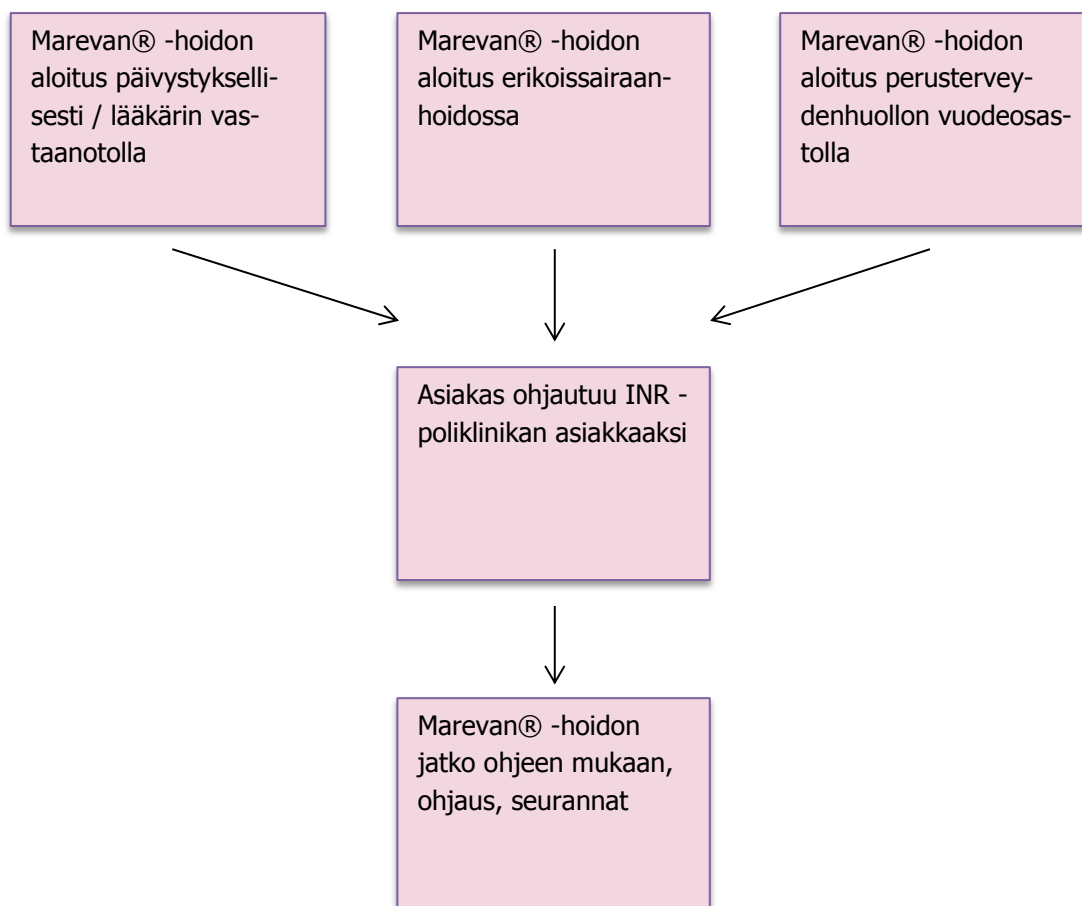 Marevan® -hoidon
aloitus päivystykselli-
sesti / lääkärin vas-
taanotolla
Marevan® -hoidon
aloitus erikoissairaan-
hoidossa
Marevan® -hoidon
aloitus perustervey-
denhuollon vuodeosas-
tolla
Asiakas ohjautuu INR -
poliklinikan asiakkaaksi
Marevan® -hoidon
jatko ohjeen mukaan,
ohjaus, seurannat